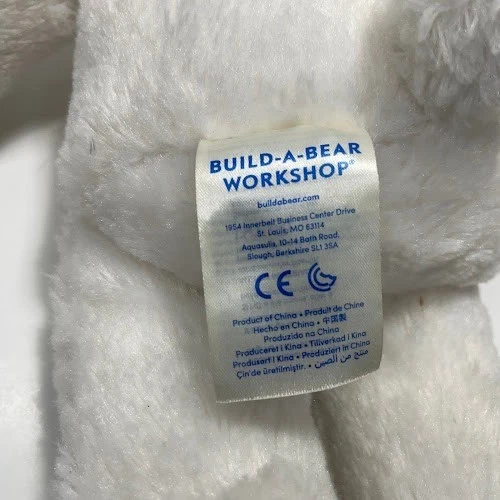 BUILD-A-BEAR
WORKSHOP®
buildabear.com
1954 Innerbelt Business Center Drive
St. Louis, MO 63114
Aquasulis, 10-14 Bath Road,
Slough, Berkshire SL1 3SA
CE
Product of China • Produit de Chine
Hecho en China • 中国製
Produzido na China
Produceret i Kina • Tillverkad i Kina
Produsert i Kina • Produziert in China
صنع من الصين •
Çin'de üretilmiştir.